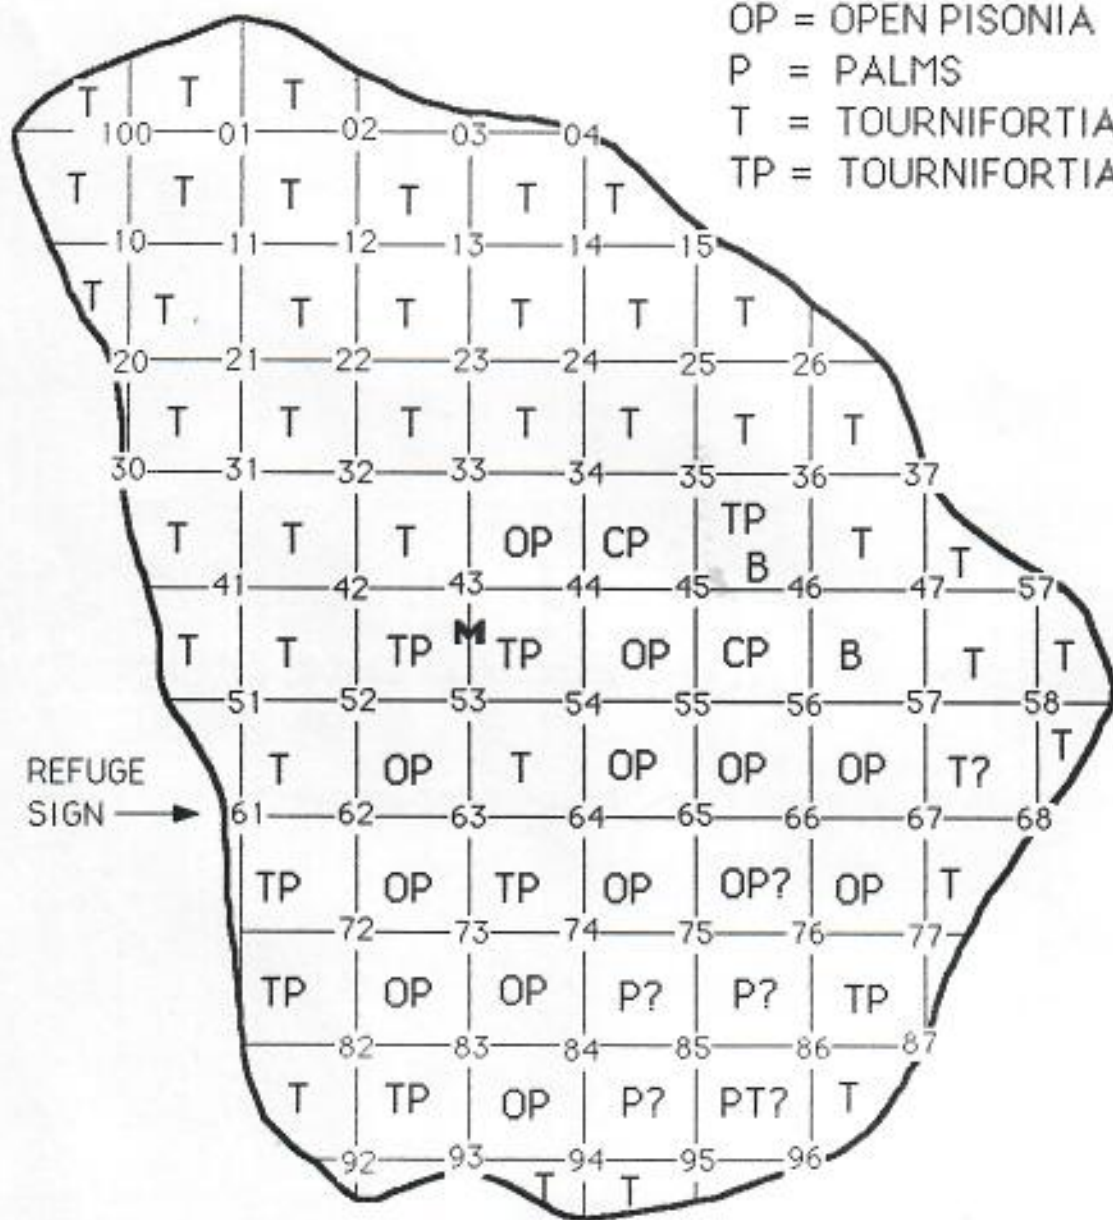 OP = OPEN PISONIA
P = PALMS
T = TOURNIFORTIA
TP = TOURNIFORTIA
T T T
100 01 02 03 04
T T T T T T
10 11 12 13 14 15
T T T T T T T
20 21 22 23 24 25 26
T T T T T T T
30 31 32 33 34 35 36 37
T T T OP CP TP B T T
41 42 43 44 45 46 47 57
T T TP M TP OP CP B T T
51 52 53 54 55 56 57 58
REFUGE SIGN
T OP T OP OP OP T? T
61 62 63 64 65 66 67 68
TP OP TP OP OP? OP T
72 73 74 75 76 77
TP OP OP P? P? TP
82 83 84 85 86 87
T TP OP P? PT? T
92 93 94 95 96
T T